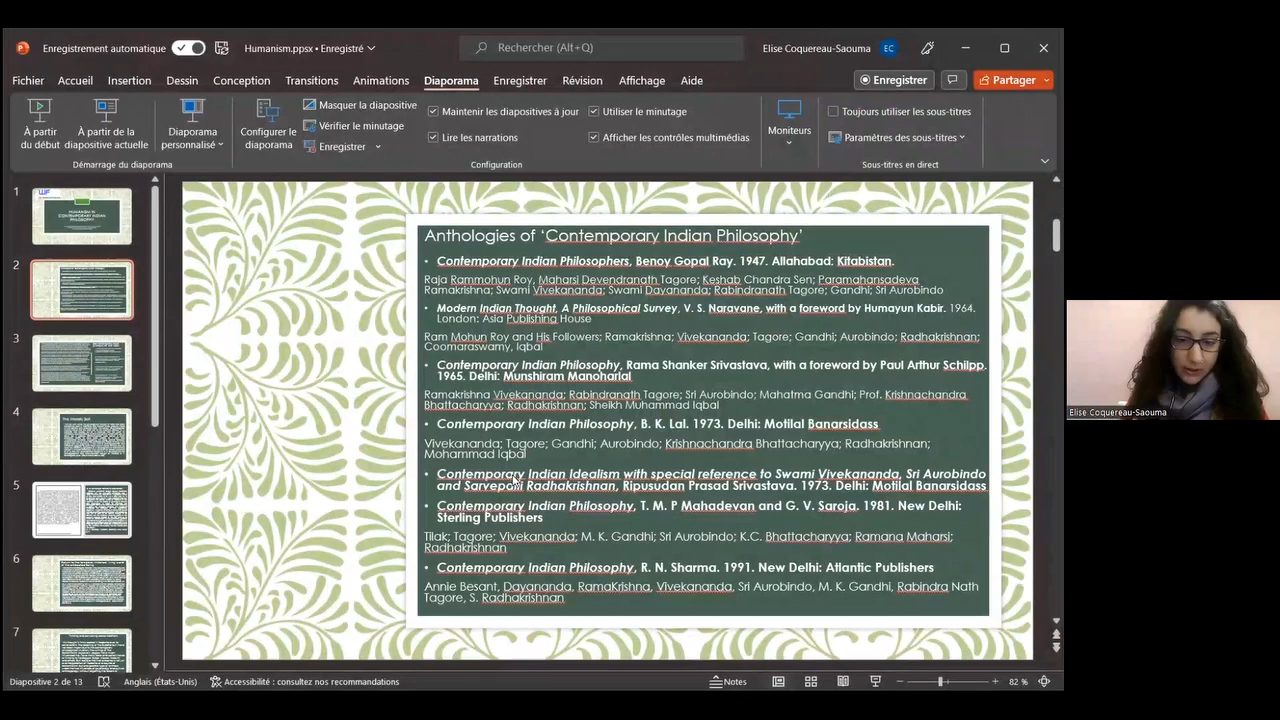 Enregistrement automatique
Humanism.ppsx • Enregistré
Rechercher (Alt+Q)
Elise Coquereau-Saouma
EC
Fichier Accueil Insertion Dessin Conception Transitions Animations Diaporama Enregistrer Révision Affichage Aide
Enregistrer
Partager
À partir du début
À partir de la diapositive actuelle
Diaporama personnalisé
Démarrage du diaporama
Configurer le diaporama
Masquer la diapositive
Vérifier le minutage
Enregistrer
Maintenir les diapositives à jour
Lire les narrations
Utiliser le minutage
Afficher les contrôles multimédias
Configuration
Moniteurs
Toujours utiliser les sous-titres
Paramètres des sous-titres
Sous-titres en direct
1
2
3
4
5
6
7
Anthologies of ‘Contemporary Indian Philosophy’
• Contemporary Indian Philosophers, Benoy Gopal Ray. 1947. Allahabad: Kitabistan.
Raja Rammohun Roy, Maharsi Devendranath Tagore; Keshab Chandra Sen; Paramahansadeva
Ramakrishna; Swami Vivekananda; Swami Dayananda; Rabindranath Tagore; Gandhi; Sri Aurobindo
• Modern Indian Thought, A Philosophical Survey, V. S. Naravane, with a foreword by Humayun Kabir. 1964.
London: Asia Publishing House
Ram Mohun Roy and His Followers; Ramakrishna; Vivekananda; Tagore; Gandhi; Aurobindo; Radhakrishnan;
Coomaraswamy, Iqbal
• Contemporary Indian Philosophy, Rama Shanker Srivastava, with a foreword by Paul Arthur Schilpp.
1965. Delhi: Munshiram Manoharlal
Ramakrishna Vivekananda; Rabindranath Tagore; Sri Aurobindo; Mahatma Gandhi; Prof. Krishnachandra
Bhattacharyya; Radhakrishnan; Sheikh Muhammad Iqbal
• Contemporary Indian Philosophy, B. K. Lal. 1973. Delhi: Motilal Banarsidass
Vivekananda; Tagore; Gandhi; Aurobindo; Krishnachandra Bhattacharyya; Radhakrishnan;
Mohammad Iqbal
• Contemporary Indian Idealism with special reference to Swami Vivekananda, Sri Aurobindo
and Sarvepalli Radhakrishnan, Ripusudan Prasad Srivastava. 1973. Delhi: Motilal Banarsidass
• Contemporary Indian Philosophy, T. M. P Mahadevan and G. V. Saroja. 1981. New Delhi:
Sterling Publishers
Tilak; Tagore; Vivekananda; M. K. Gandhi; Sri Aurobindo; K.C. Bhattacharyya; Ramana Maharsi;
Radhakrishnan
• Contemporary Indian Philosophy, R. N. Sharma. 1991. New Delhi: Atlantic Publishers
Annie Besant, Dayananda, RamaKrishna, Vivekananda, Sri Aurobindo, M. K. Gandhi, Rabindra Nath
Tagore, S. Radhakrishnan
Elise Coquereau-Saouma
Diapositive 2 de 13
Anglais (États-Unis)
Accessibilité : consultez nos recommandations
Notes
82 %